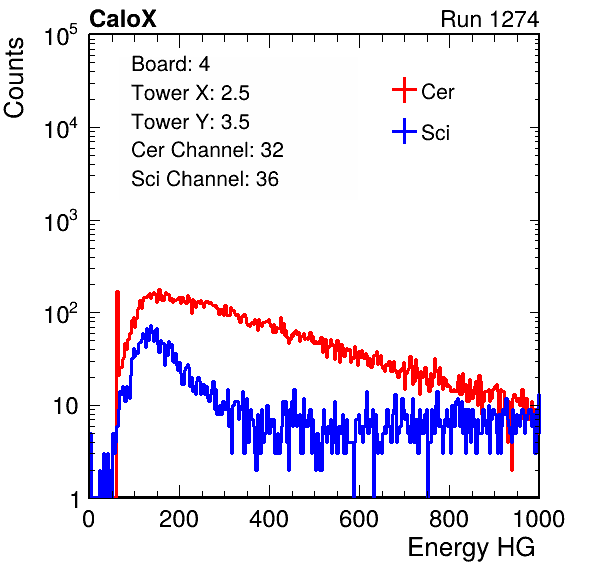 CaloX Run 1274
Counts
Board: 4
Tower X: 2.5
Tower Y: 3.5
Cer Channel: 32
Sci Channel: 36
Cer
Sci
10^5
10^4
10^3
10^2
10
1
0 200 400 600 800 1000
Energy HG